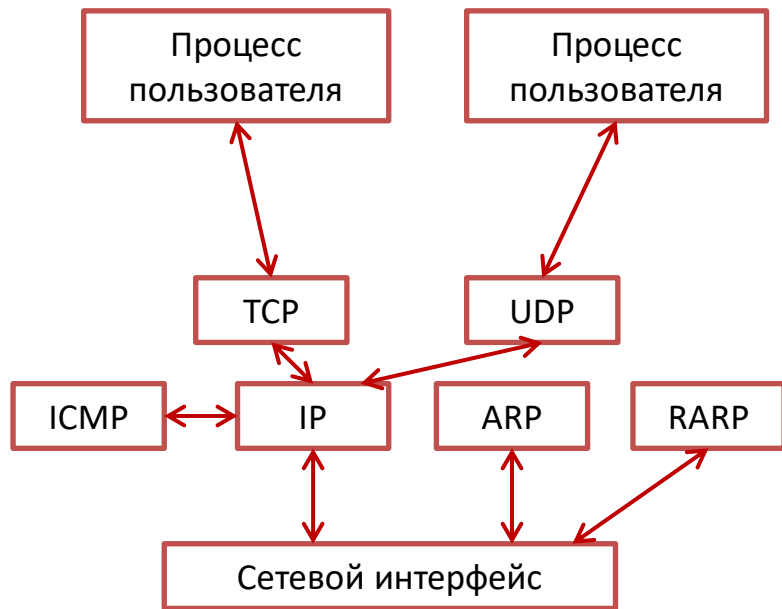 Процесс
пользователя
Процесс
пользователя
TCP
UDP
ICMP
IP
ARP
RARP
Сетевой интерфейс